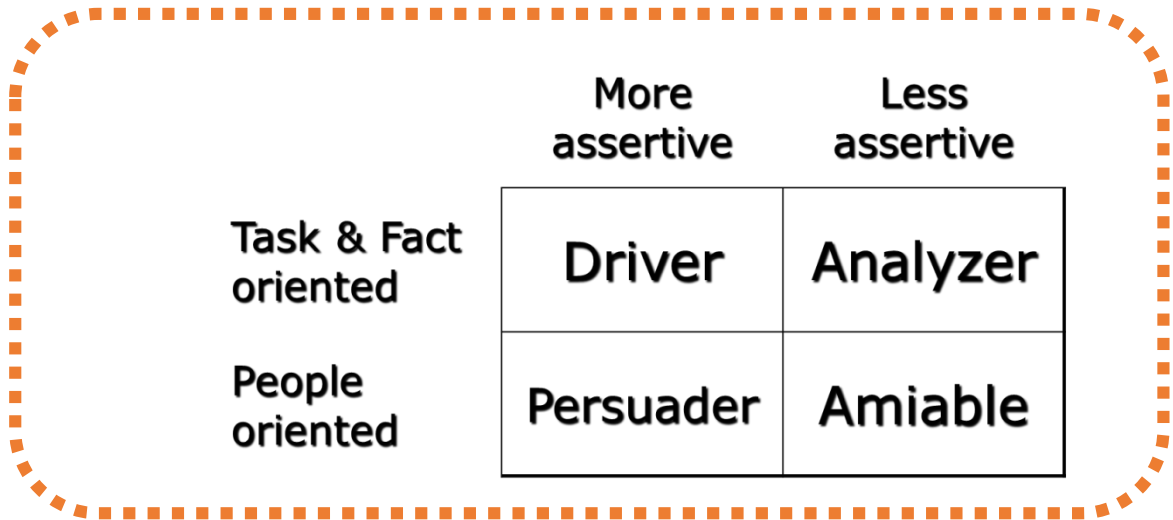 More
assertive
Less
assertive
Task & Fact
oriented
Driver
Analyzer
People
oriented
Persuader
Amiable